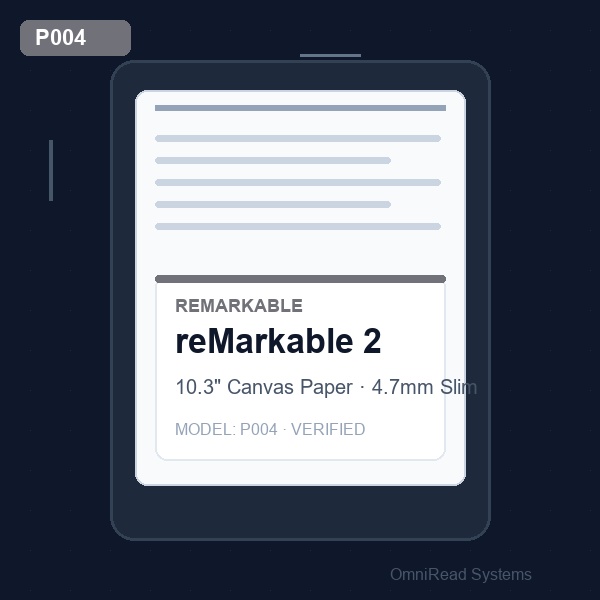 P004
REMARKABLE
reMarkable 2
10.3" Canvas Paper · 4.7mm Slim
MODEL: P004 · VERIFIED
OmniRead Systems